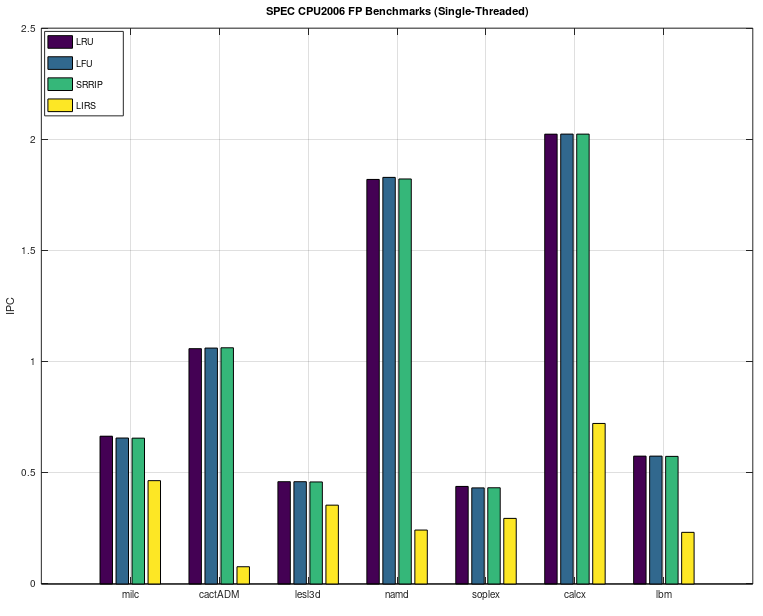 SPEC CPU2006 FP Benchmarks (Single-Threaded)
2.5
2
1.5
1
0.5
0
IPC
LRU
LFU
SRRIP
LIRS
milc
cactADM
lesl3d
namd
soplex
calcx
lbm